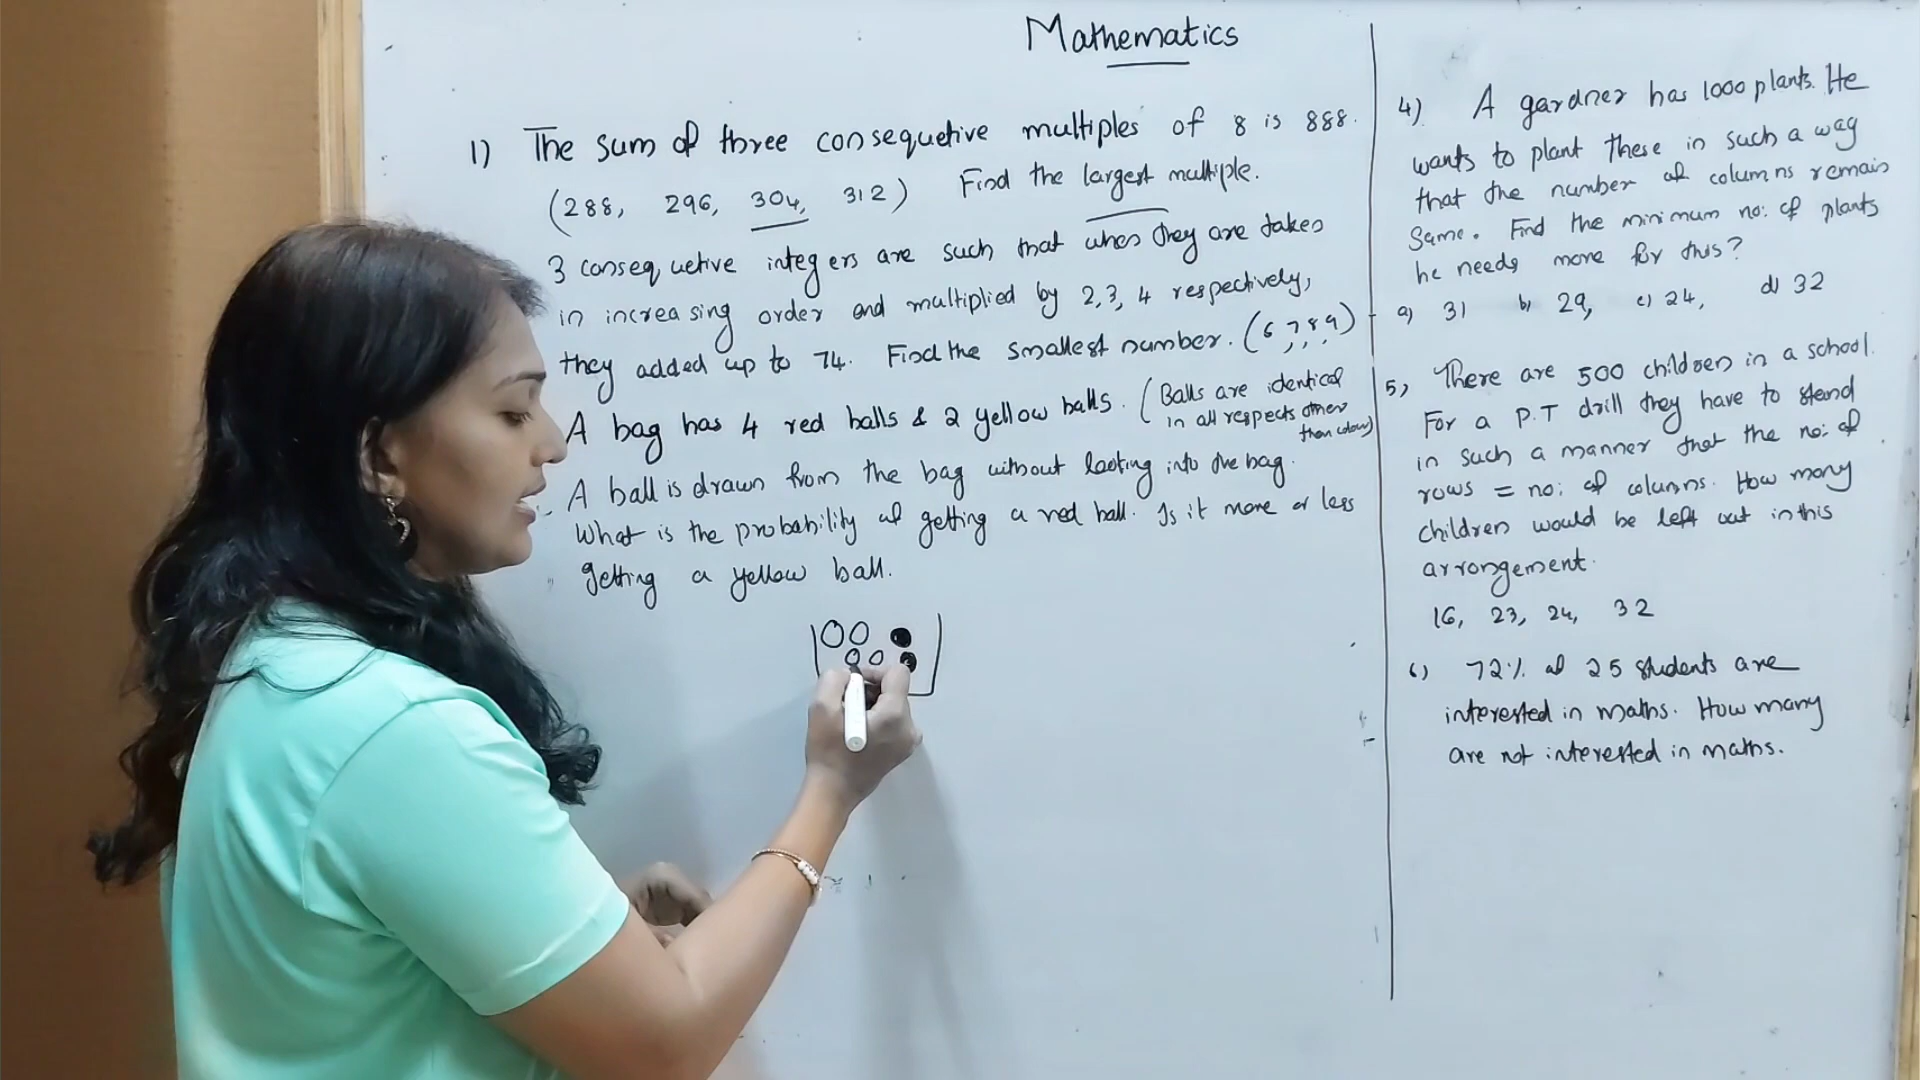 Mathematics
1) The sum of three consequetive multiples of 8 is 888.
(288, 296, 304, 312) Find the largest multiple.
3 consequetive integers are such that when they are taken
in increasing order and multiplied by 2, 3, 4 respectively,
they added up to 74. Find the smallest number. (6, 7, 8, 9)
A bag has 4 red balls & 2 yellow balls. (Balls are identical
in all respects other
than colour)
A ball is drawn from the bag without looking into the bag.
What is the probability of getting a red ball. Is it more or less
getting a yellow ball.
4) A gardner has 1000 plants. He
wants to plant these in such a way
that the number of columns remain
same. Find the minimum no: of plants
he needs more for this?
a) 31 b) 29, c) 24, d) 32
5) There are 500 children in a school.
For a P.T drill they have to stand
in such a manner that the no: of
rows = no: of columns. How many
children would be left out in this
arrongement.
16, 23, 24, 32
6) 72% of 25 students are
interested in maths. How many
are not interested in maths.